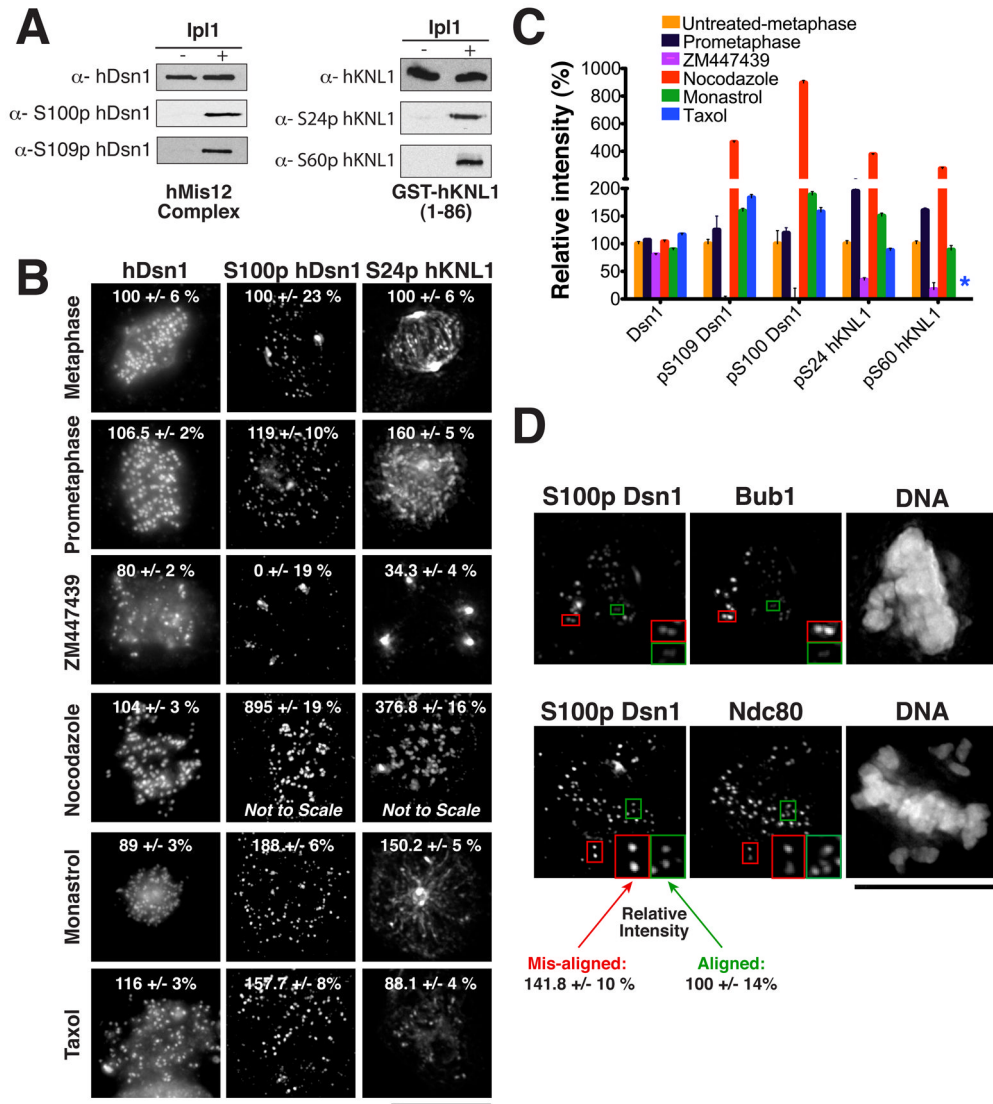 A
Ipl1
- +
α- hDsn1
α- S100p hDsn1
α-S109p hDsn1
hMis12
Complex
Ipl1
- +
α- hKNL1
α- S24p hKNL1
α- S60p hKNL1
GST-hKNL1
(1-86)
B
hDsn1 S100p hDsn1 S24p hKNL1
Metaphase
100 +/- 6 % 100 +/- 23 % 100 +/- 6 %
Prometaphase
106.5 +/- 2% 119 +/- 10% 160 +/- 5 %
ZM447439
80 +/- 2 % 0 +/- 19 % 34.3 +/- 4 %
Nocodazole
104 +/- 3 % 895 +/- 19 % 376.8 +/- 16 %
Not to Scale Not to Scale
Monastrol
89 +/- 3% 188 +/- 6% 150.2 +/- 5 %
Taxol
116 +/- 3% 157.7 +/- 8% 88.1 +/- 4 %
C
Untreated-metaphase
Prometaphase
ZM447439
Nocodazole
Monastrol
Taxol
Relative intensity (%)
1000
800
600
400
200
150
100
50
0
*
Dsn1
pS109 Dsn1
pS100 Dsn1
pS24 hKNL1
pS60 hKNL1
D
S100p Dsn1 Bub1 DNA
S100p Dsn1 Ndc80 DNA
Relative
Intensity
Mis-aligned: Aligned:
141.8 +/- 10 % 100 +/- 14%